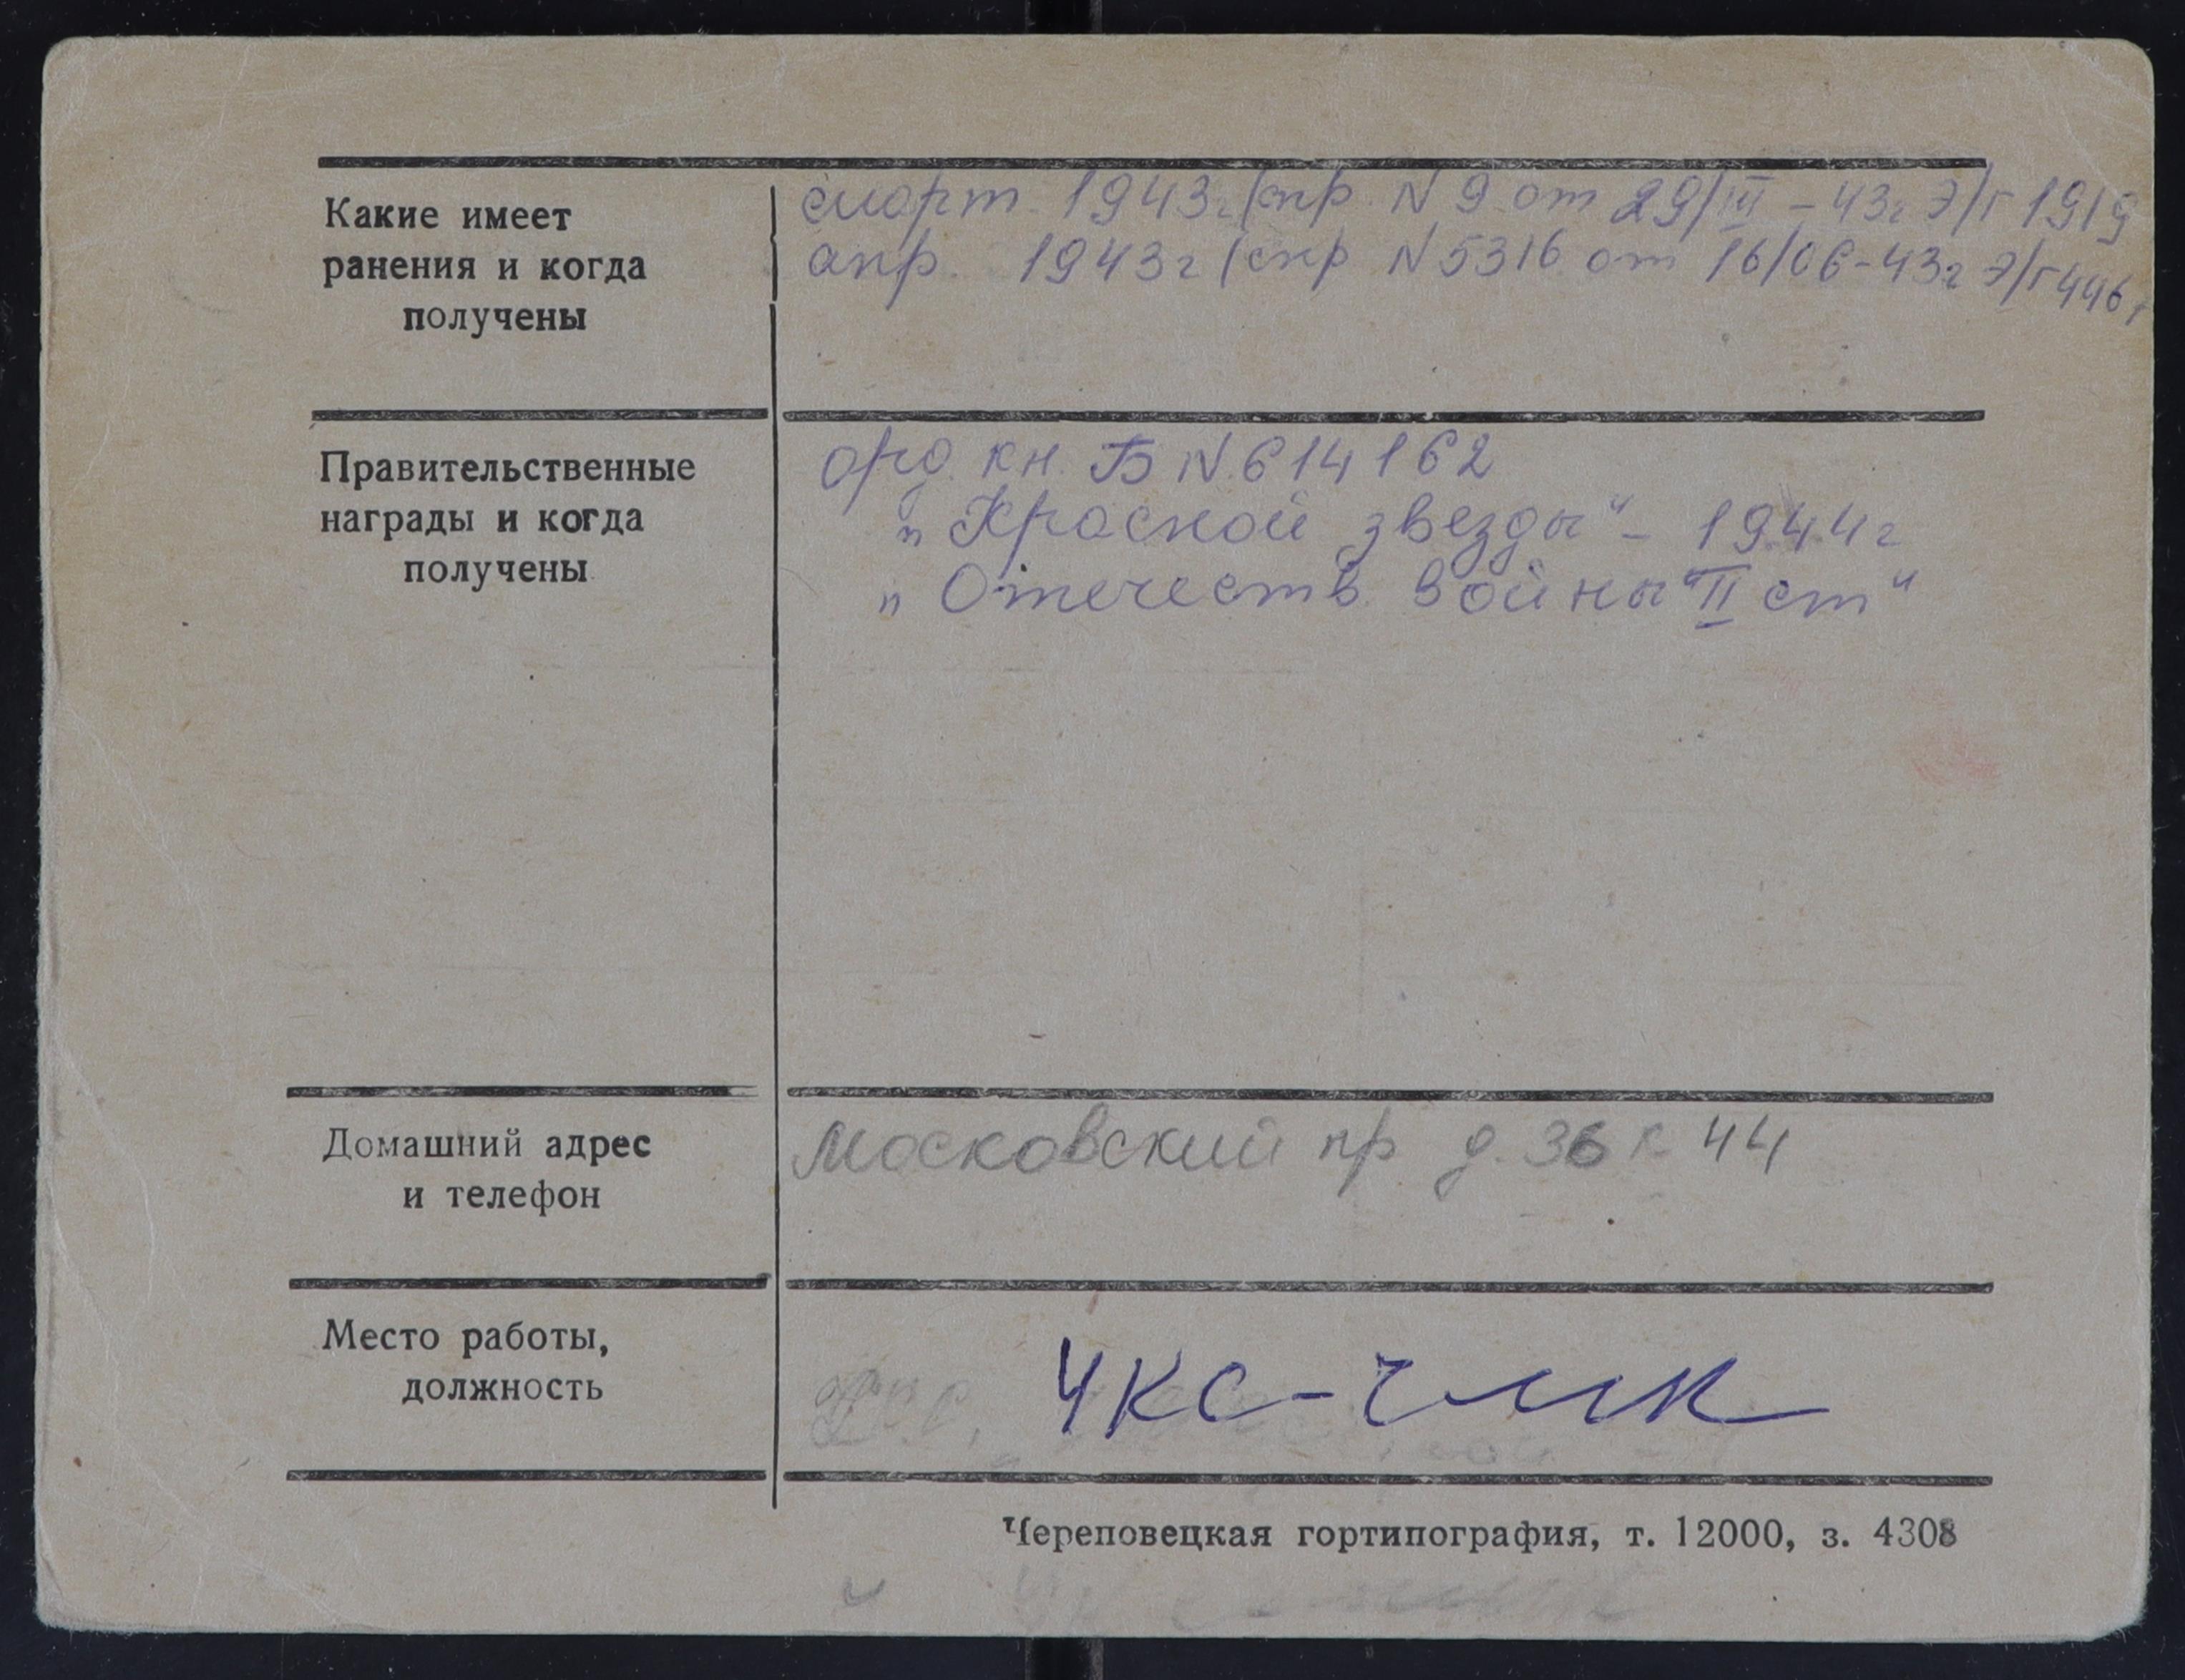 Какие имеет
ранения и когда
получены
март 1943г (спр. N 9 от 29/III - 43г Э/Г 1919
апр. 1943г (спр N 5316 от 16/06-43г Э/Г 446
Правительственные
награды и когда
получены
орд. кн. Б N 614162
"Красной звезды" - 1944г
"Отечеств. войны "II ст"
Домашний адрес
и телефон
Московский пр д. 36 к 44
Место работы,
должность
ЧКС-ЧМК
Череповецкая гортипография, т. 12000, з. 4308